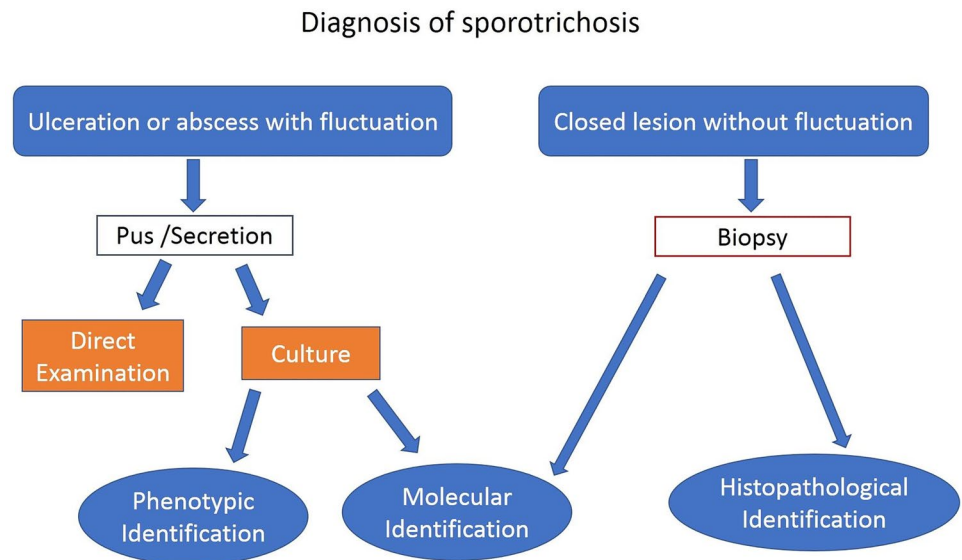 Diagnosis of sporotrichosis
Ulceration or abscess with fluctuation
Closed lesion without fluctuation
Pus /Secretion
Biopsy
Direct
Examination
Culture
Phenotypic
Identification
Molecular
Identification
Histopathological
Identification